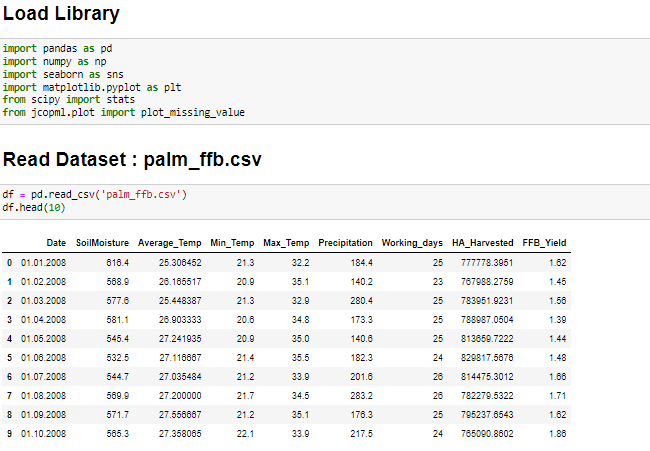 Load Library
import pandas as pd
import numpy as np
import seaborn as sns
import matplotlib.pyplot as plt
from scipy import stats
from jcopml.plot import plot_missing_value
Read Dataset : palm_ffb.csv
df = pd.read_csv('palm_ffb.csv')
df.head(10)
Date SoilMoisture Average_Temp Min_Temp Max_Temp Precipitation Working_days HA_Harvested FFB_Yield
0 01.01.2008 616.4 25.306452 21.3 32.2 184.4 25 777778.3951 1.62
1 01.02.2008 568.9 26.165517 20.9 35.1 140.2 23 767988.2759 1.45
2 01.03.2008 577.6 25.448387 21.3 32.9 280.4 25 783951.9231 1.56
3 01.04.2008 581.1 26.903333 20.6 34.8 173.3 25 788987.0504 1.39
4 01.05.2008 545.4 27.241935 20.9 35.0 140.6 25 813659.7222 1.44
5 01.06.2008 532.5 27.116667 21.4 35.5 182.3 24 829817.5676 1.48
6 01.07.2008 544.7 27.035484 21.2 33.9 201.6 26 814475.3012 1.66
7 01.08.2008 569.9 27.200000 21.7 34.5 283.2 26 782279.5322 1.71
8 01.09.2008 571.7 27.556667 21.2 35.1 176.3 25 795237.6543 1.62
9 01.10.2008 565.3 27.358065 22.1 33.9 217.5 24 765090.8602 1.86